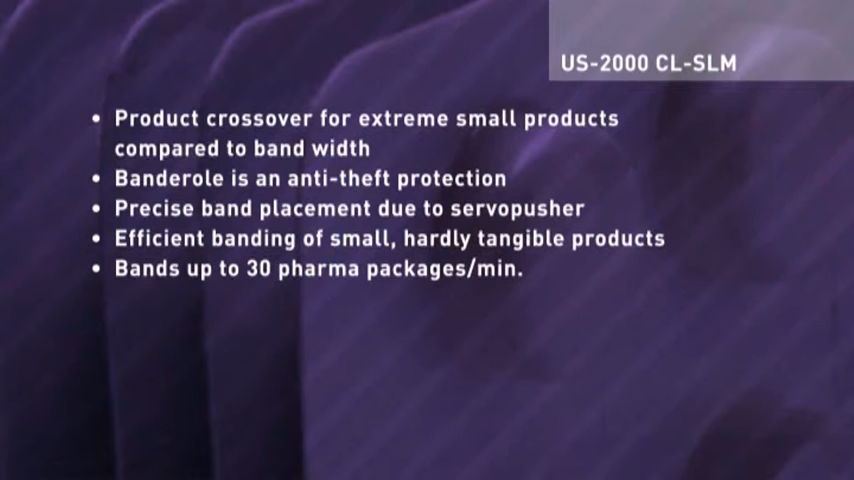 US-2000 CL-SLM
• Product crossover for extreme small products
compared to band width
• Banderole is an anti-theft protection
• Precise band placement due to servopusher
• Efficient banding of small, hardly tangible products
• Bands up to 30 pharma packages/min.